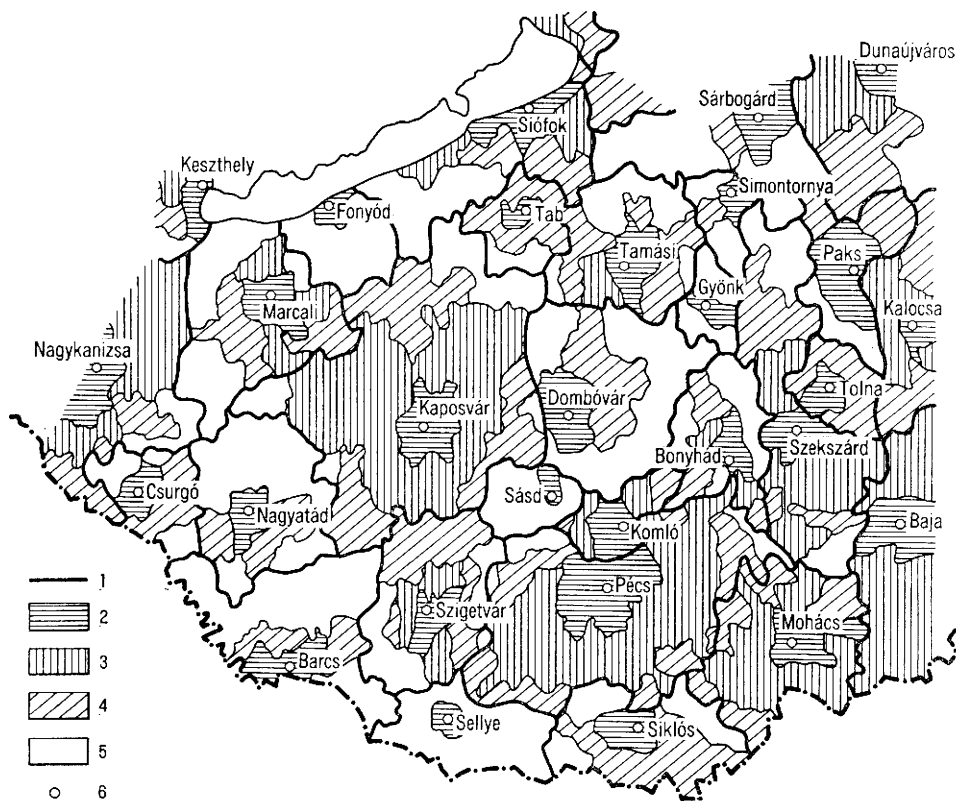 Dunaújváros
Sárbogárd
Siófok
Keszthely
Simontornya
Fonyód
Tab
Tamási
Paks
Gyönk
Marcali
Kalocsa
Nagykanizsa
Tolna
Kaposvár
Dombóvár
Szekszárd
Bonyhád
Csurgó
Sásd
Nagyatád
Komló
Baja
Pécs
Szigetvár
Mohács
Barcs
Sellye
Siklós
1
2
3
4
5
6